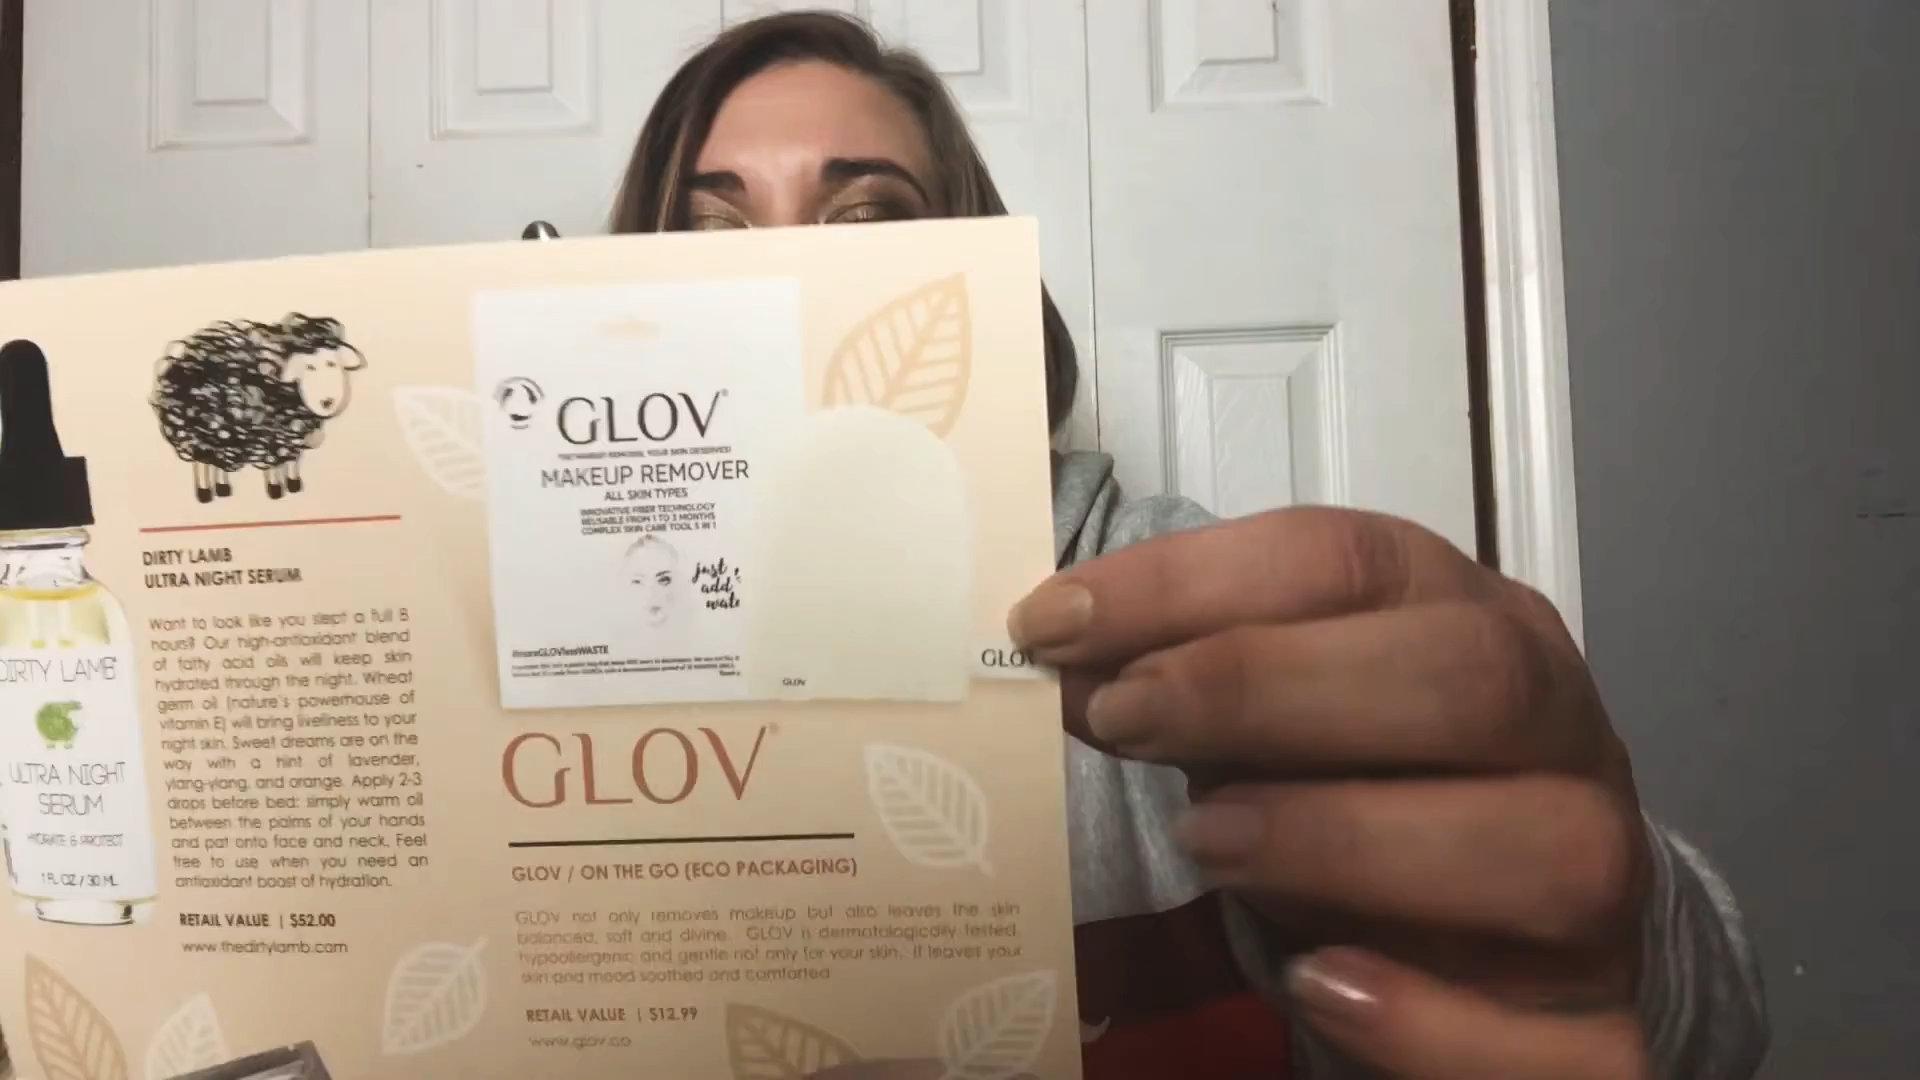 DIRTY LAMB
ULTRA NIGHT SERUM
Want to look like you slept a full 8
hours? Our high-antioxidant blend
of fatty acid oils will keep skin
hydrated through the night. Wheat
germ oil (nature's powerhouse of
vitamin E) will bring liveliness to your
night skin. Sweet dreams are on the
way with a hint of lavender,
ylang-ylang, and orange. Apply 2-3
drops before bed: simply warm oil
between the palms of your hands
and pat onto face and neck. Feel
free to use when you need an
antioxidant boost of hydration.
RETAIL VALUE | $52.00
www.thedirtylamb.com
DIRTY LAMB
ULTRA NIGHT
SERUM
HYDRATE & PROTECT
1 FL OZ / 30 ML
GLOV®
THE MAKEUP REMOVAL YOUR SKIN DESERVES!
MAKEUP REMOVER
ALL SKIN TYPES
INNOVATIVE FIBER TECHNOLOGY
REUSABLE FROM 1 TO 3 MONTHS
COMPLEX SKIN CARE TOOL 5 IN 1
just
add
wate
#moreGLOVlessWASTE
GLOV
GLOV
GLOV®
GLOV / ON THE GO (ECO PACKAGING)
GLOV not only removes makeup but also leaves the skin
balanced, soft and divine. GLOV is dermatologically tested,
hypoallergenic and gentle not only for your skin. It leaves your
skin and mood soothed and comforted
RETAIL VALUE | $12.99
www.glov.co